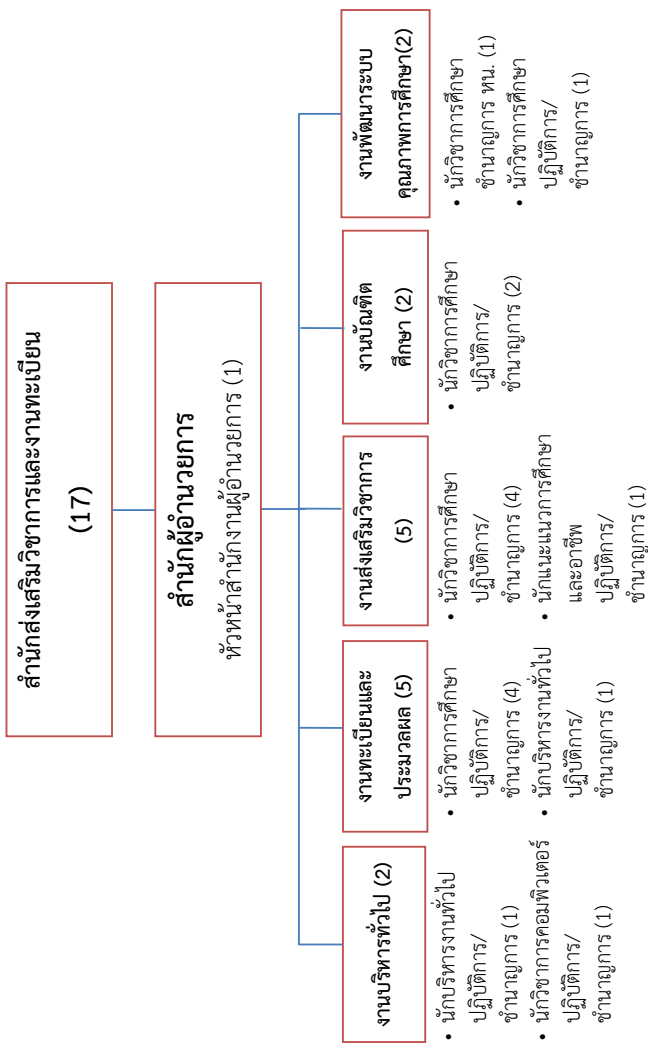 สำนักส่งเสริมวิชาการและงานทะเบียน
(17)
สำนักผู้อำนวยการ
หัวหน้าสำนักงานผู้อำนวยการ (1)
งานบริหารทั่วไป (2)
• นักบริหารงานทั่วไป
ปฏิบัติการ/
ชำนาญการ (1)
• นักวิชาการคอมพิวเตอร์
ปฏิบัติการ/
ชำนาญการ (1)
งานทะเบียนและ
ประมวลผล (5)
• นักวิชาการศึกษา
ปฏิบัติการ/
ชำนาญการ (4)
• นักบริหารงานทั่วไป
ปฏิบัติการ/
ชำนาญการ (1)
งานส่งเสริมวิชาการ
(5)
• นักวิชาการศึกษา
ปฏิบัติการ/
ชำนาญการ (4)
• นักแนะแนวการศึกษา
และอาชีพ
ปฏิบัติการ/
ชำนาญการ (1)
งานบัณฑิต
ศึกษา (2)
• นักวิชาการศึกษา
ปฏิบัติการ/
ชำนาญการ (2)
งานพัฒนาระบบ
คุณภาพการศึกษา(2)
• นักวิชาการศึกษา
ชำนาญการ หน. (1)
• นักวิชาการศึกษา
ปฏิบัติการ/
ชำนาญการ (1)